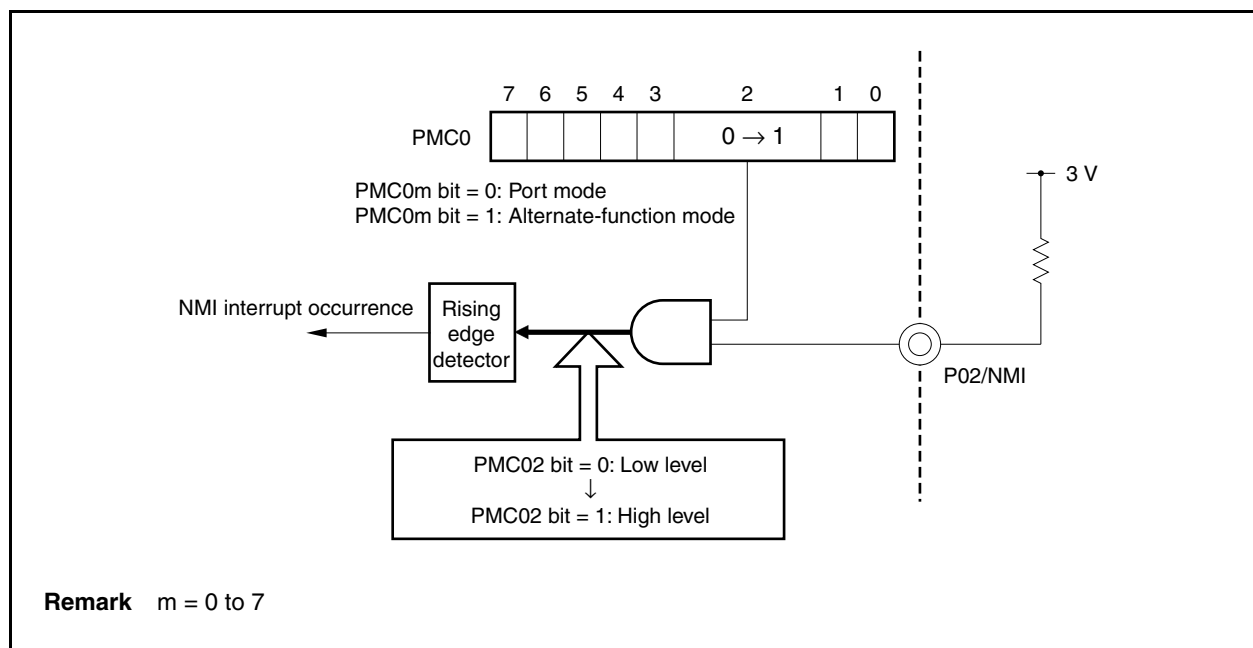 7 6 5 4 3 2 1 0
PMC0
0 → 1
3 V
PMC0m bit = 0: Port mode
PMC0m bit = 1: Alternate-function mode
NMI interrupt occurrence
Rising
edge
detector
P02/NMI
PMC02 bit = 0: Low level
↓
PMC02 bit = 1: High level
Remark m = 0 to 7